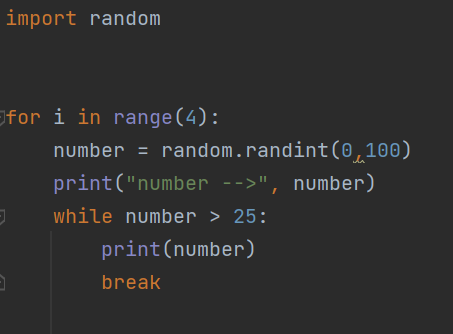 import random
for i in range(4):
    number = random.randint(0,100)
    print("number -->", number)
    while number > 25:
        print(number)
        break